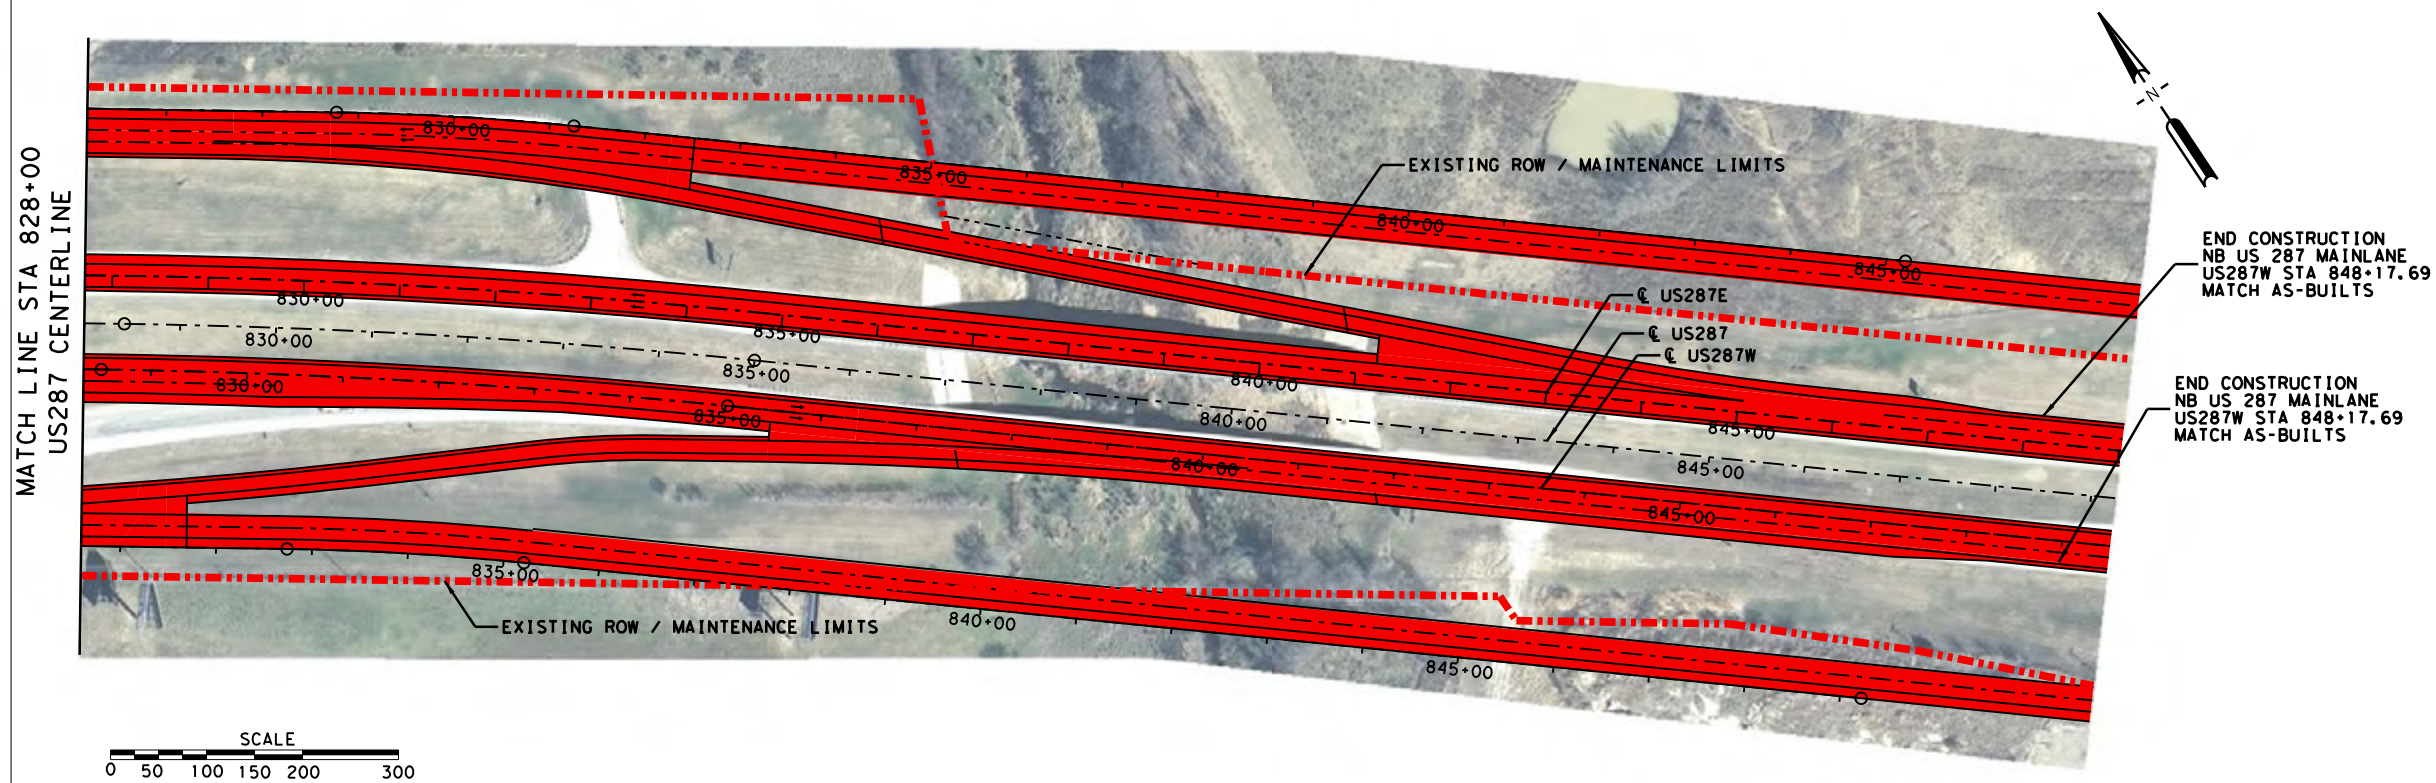 MATCH LINE STA 828+00
US287 CENTERLINE
830+00
835+00
840+00
845+00
EXISTING ROW / MAINTENANCE LIMITS
830+00
835+00
840+00
845+00
℄ US287E
℄ US287
℄ US287W
830+00
835+00
840+00
845+00
830+00
835+00
840+00
845+00
835+00
840+00
845+00
EXISTING ROW / MAINTENANCE LIMITS
N
END CONSTRUCTION
NB US 287 MAINLANE
US287W STA 848+17.69
MATCH AS-BUILTS
END CONSTRUCTION
NB US 287 MAINLANE
US287W STA 848+17.69
MATCH AS-BUILTS
SCALE
0 50 100 150 200 300